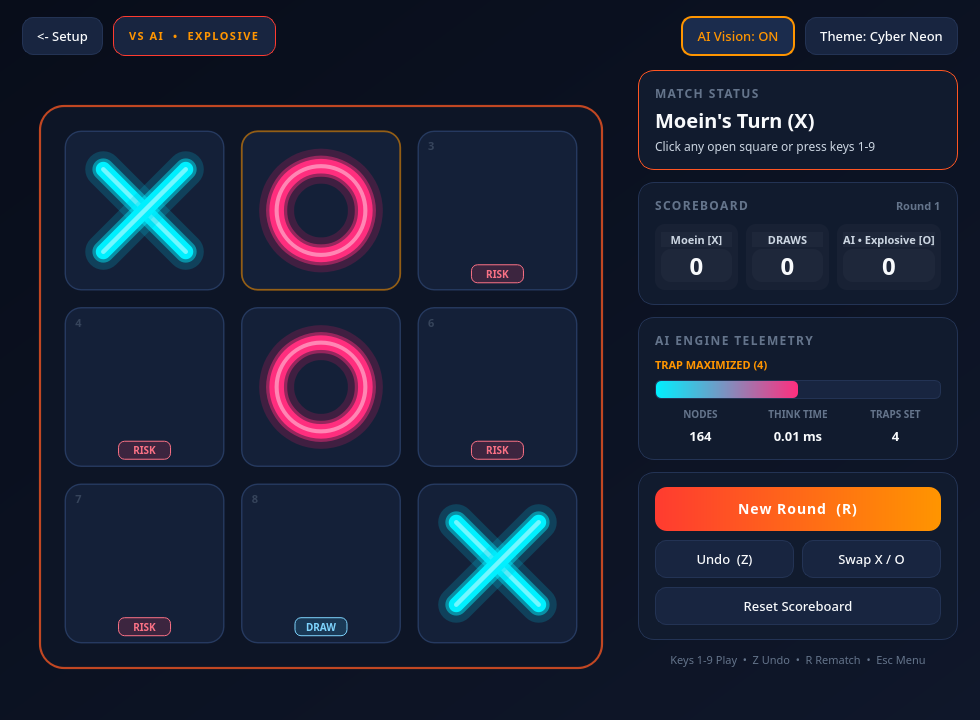 <- Setup
VS AI • EXPLOSIVE
AI Vision: ON
Theme: Cyber Neon
3
RISK
4
RISK
6
RISK
7
RISK
8
DRAW
MATCH STATUS
Moein's Turn (X)
Click any open square or press keys 1-9
SCOREBOARD
Round 1
Moein [X]
DRAWS
AI • Explosive [O]
0
0
0
AI ENGINE TELEMETRY
TRAP MAXIMIZED (4)
NODES
THINK TIME
TRAPS SET
164
0.01 ms
4
New Round (R)
Undo (Z)
Swap X / O
Reset Scoreboard
Keys 1-9 Play • Z Undo • R Rematch • Esc Menu